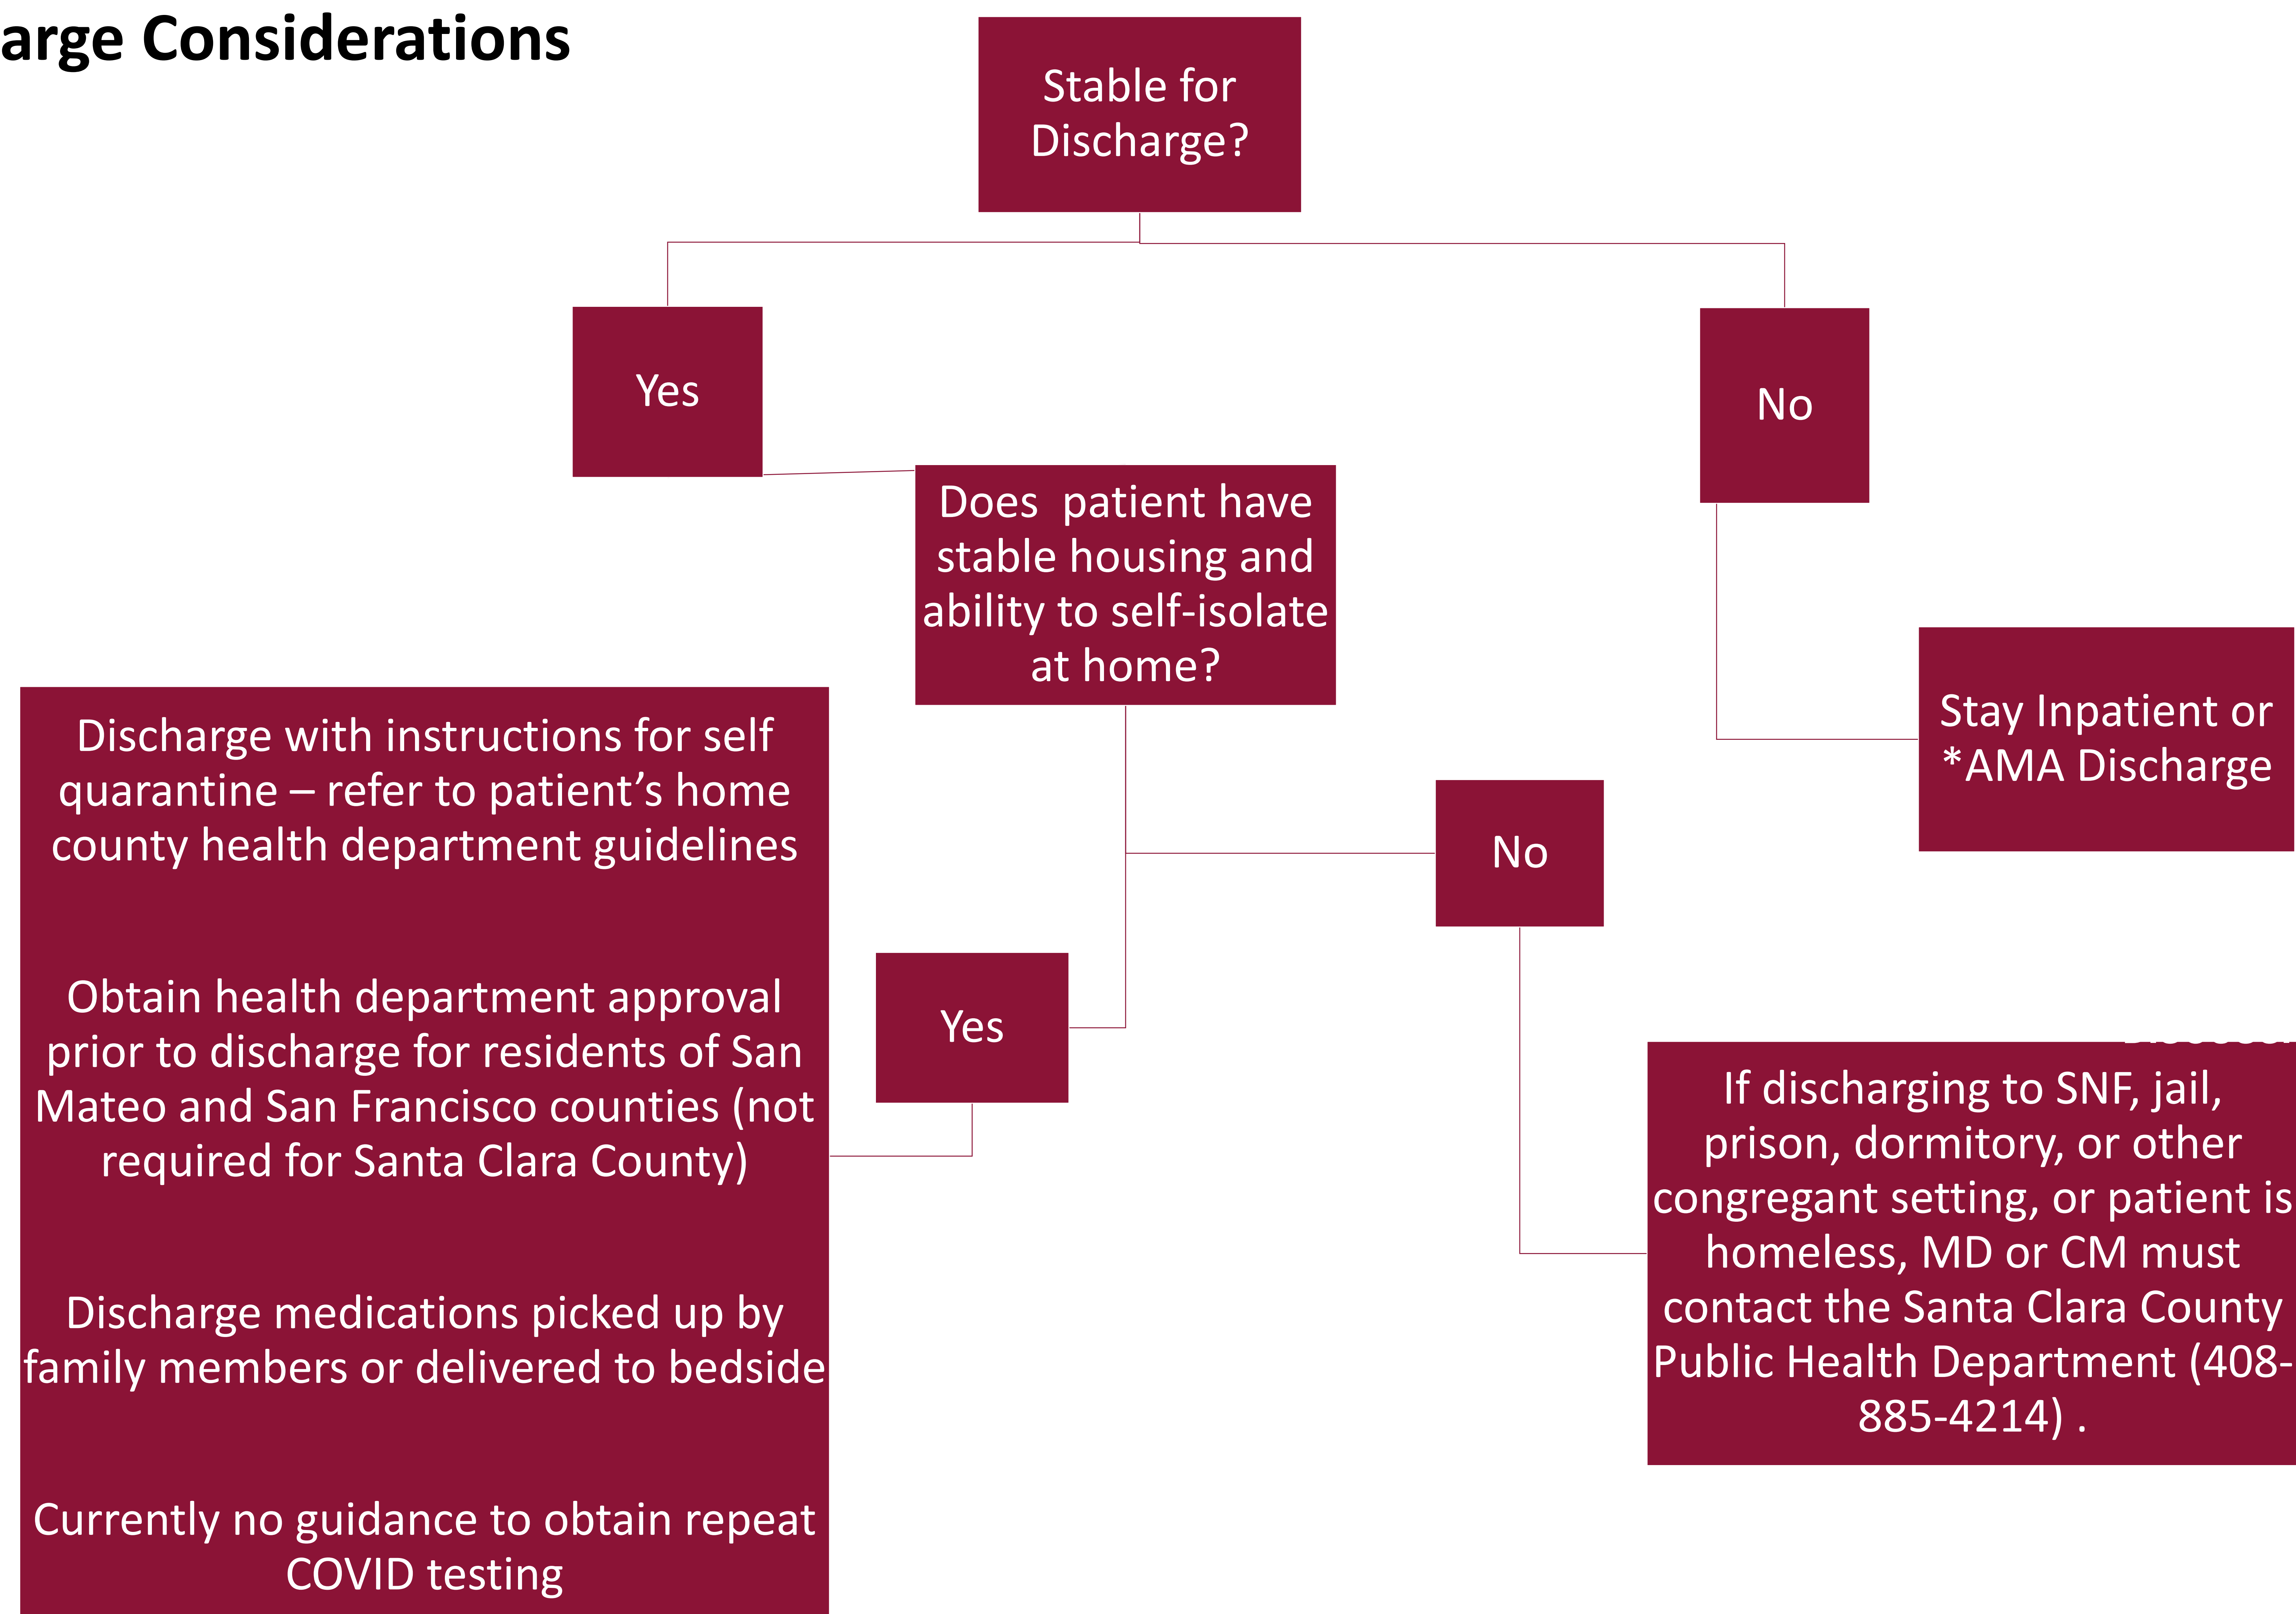 arge Considerations
Stable for
Discharge?
Yes
No
Does  patient have
stable housing and
ability to self-isolate
at home?
Stay Inpatient or
*AMA Discharge
Discharge with instructions for self
quarantine – refer to patient’s home
county health department guidelines
Obtain health department approval
prior to discharge for residents of San
Mateo and San Francisco counties (not
required for Santa Clara County)
Discharge medications picked up by
family members or delivered to bedside
Currently no guidance to obtain repeat
COVID testing
No
Yes
If discharging to SNF, jail,
prison, dormitory, or other
congregant setting, or patient is
homeless, MD or CM must
contact the Santa Clara County
Public Health Department (408-
885-4214) .